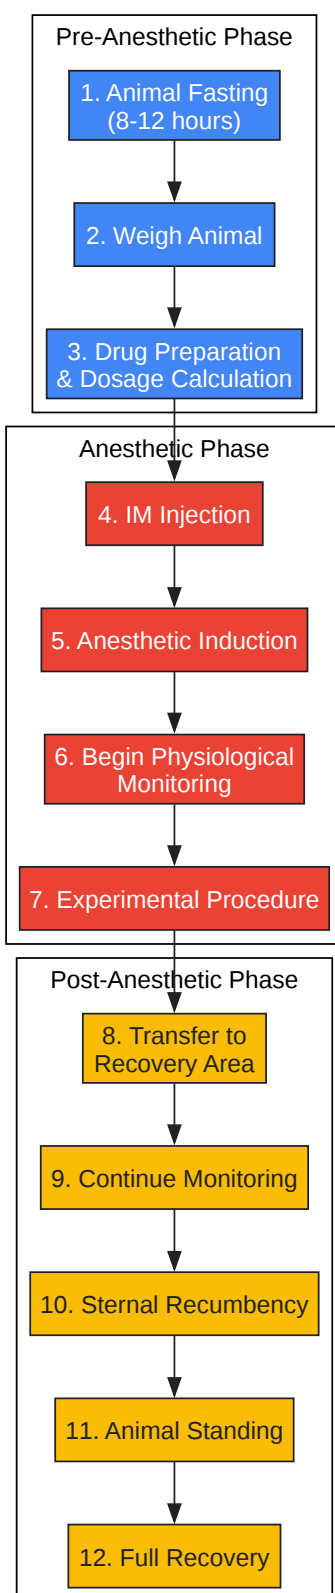 Pre-Anesthetic Phase
1. Animal Fasting
(8-12 hours)
2. Weigh Animal
3. Drug Preparation
& Dosage Calculation
Anesthetic Phase
4. IM Injection
5. Anesthetic Induction
6. Begin Physiological
Monitoring
7. Experimental Procedure
Post-Anesthetic Phase
8. Transfer to
Recovery Area
9. Continue Monitoring
10. Sternal Recumbency
11. Animal Standing
12. Full Recovery